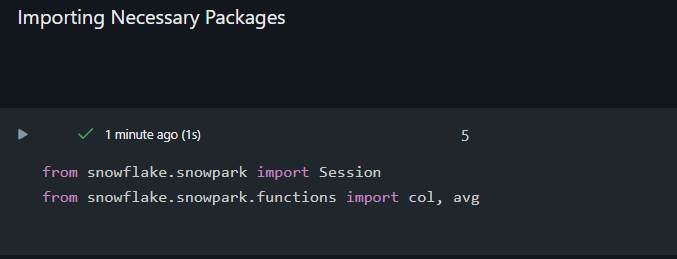 Importing Necessary Packages
1 minute ago (1s)
5
from snowflake.snowpark import Session
from snowflake.snowpark.functions import col, avg